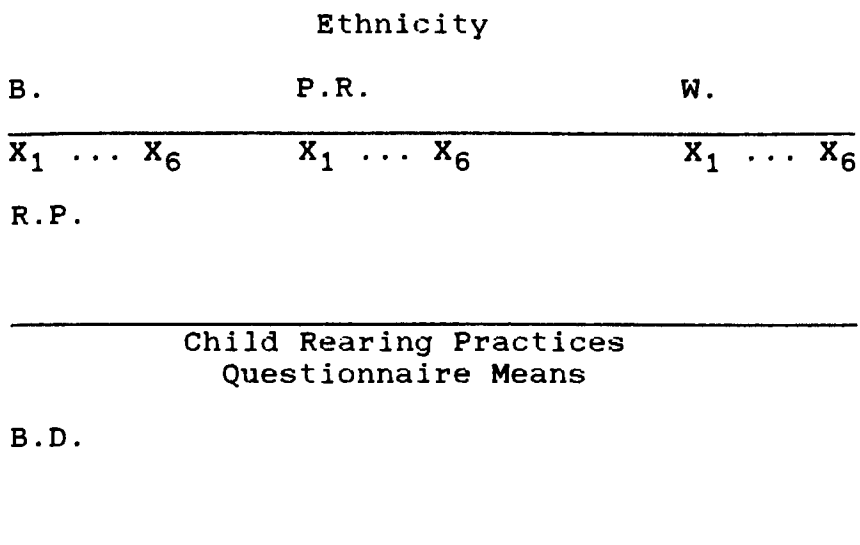 Ethnicity
B. P.R. W.
X1 ... X6 X1 ... X6 X1 ... X6
R.P.
Child Rearing Practices
Questionnaire Means
B.D.